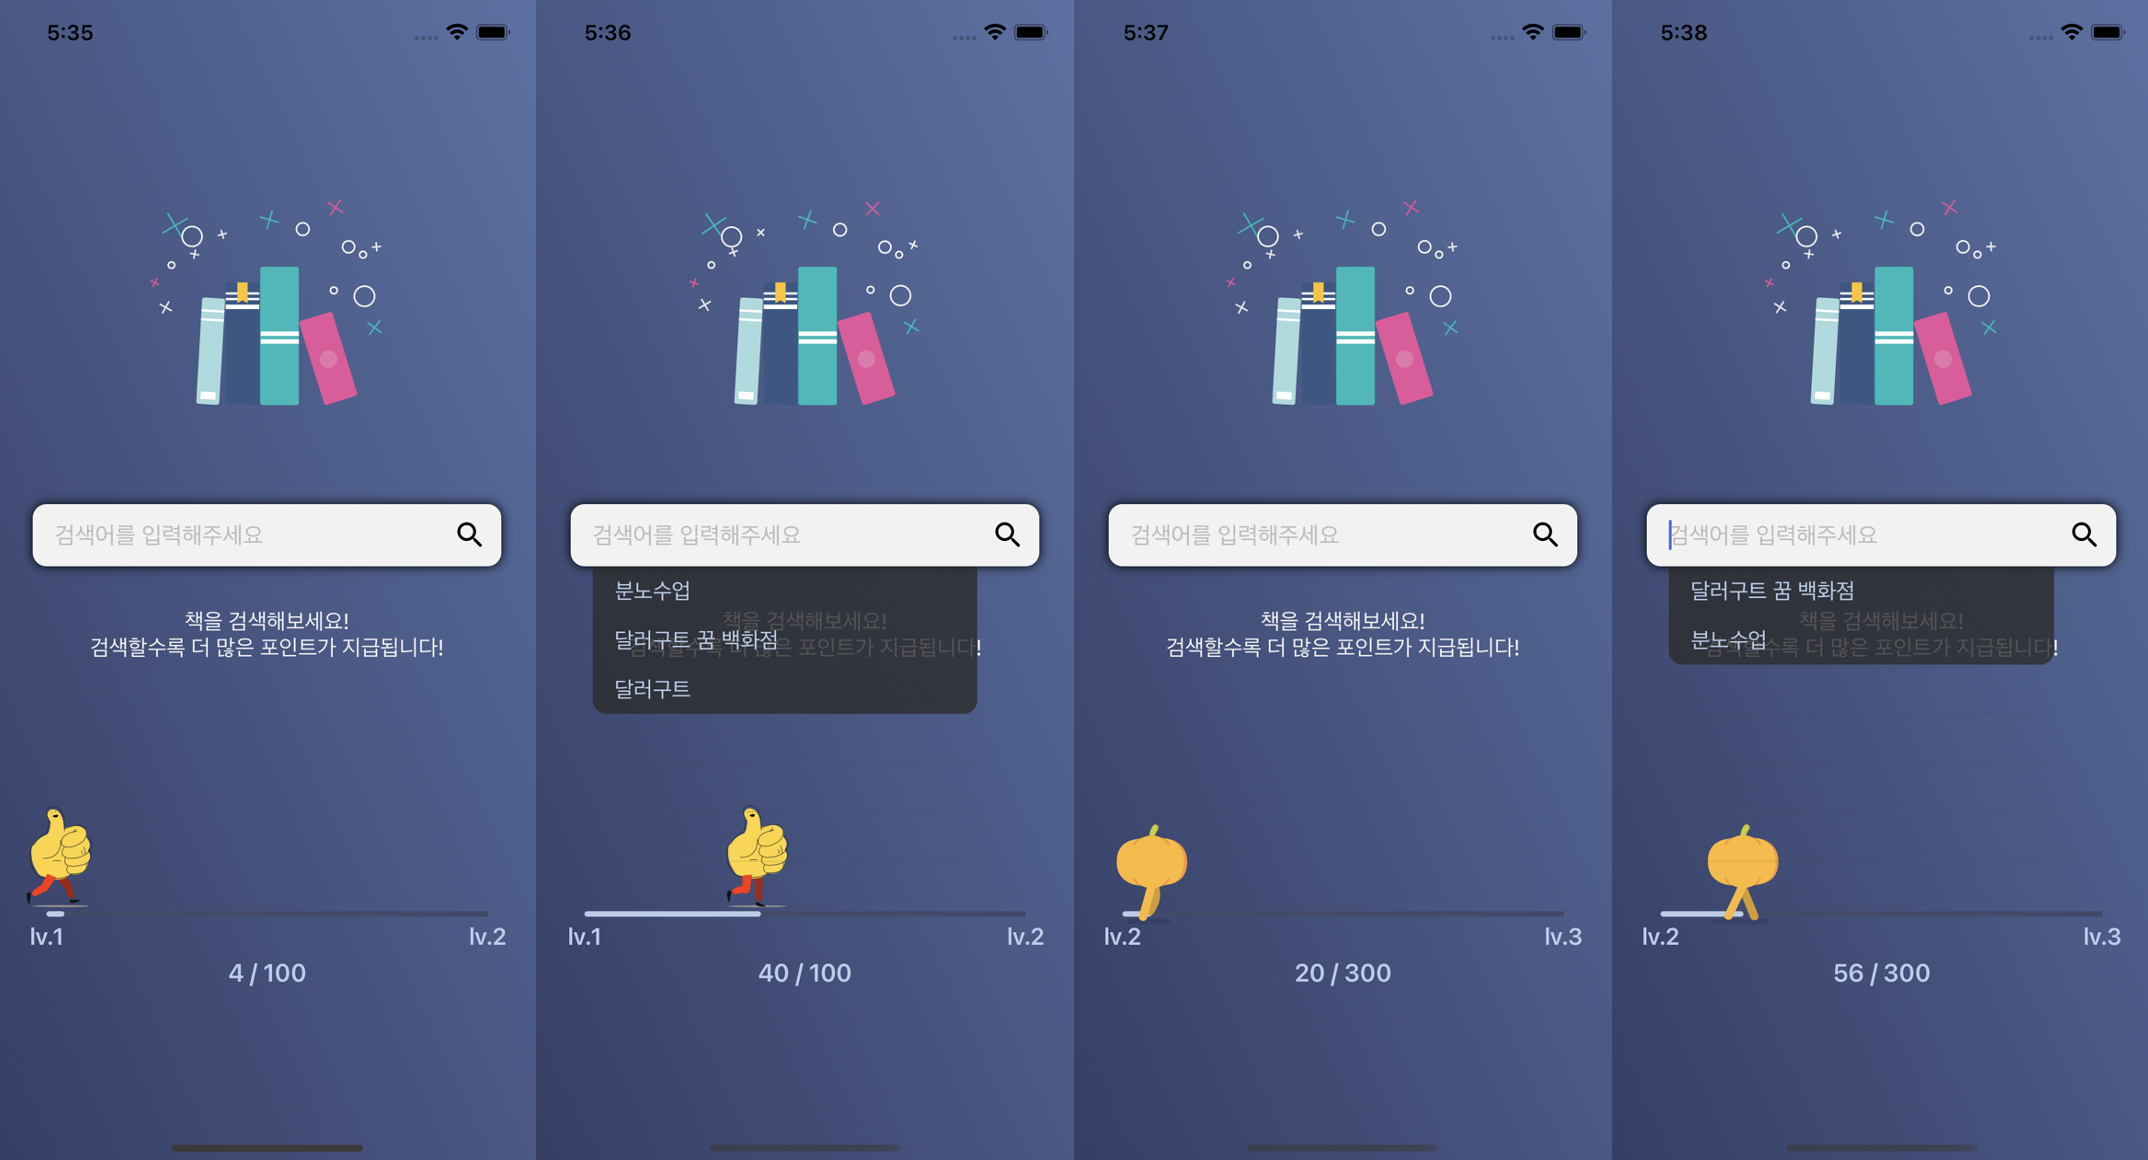 5:35
검색어를 입력해주세요
책을 검색해보세요!
검색할수록 더 많은 포인트가 지급됩니다!
lv.1
lv.2
4 / 100
5:36
검색어를 입력해주세요
분노수업
책을 검색해보세요!
달러구트 꿈 백화점
검색할수록 더 많은 포인트가 지급됩니다!
달러구트
lv.1
lv.2
40 / 100
5:37
검색어를 입력해주세요
책을 검색해보세요!
검색할수록 더 많은 포인트가 지급됩니다!
lv.2
lv.3
20 / 300
5:38
검색어를 입력해주세요
달러구트 꿈 백화점
책을 검색해보세요!
분노수업
검색할수록 더 많은 포인트가 지급됩니다!
lv.2
lv.3
56 / 300